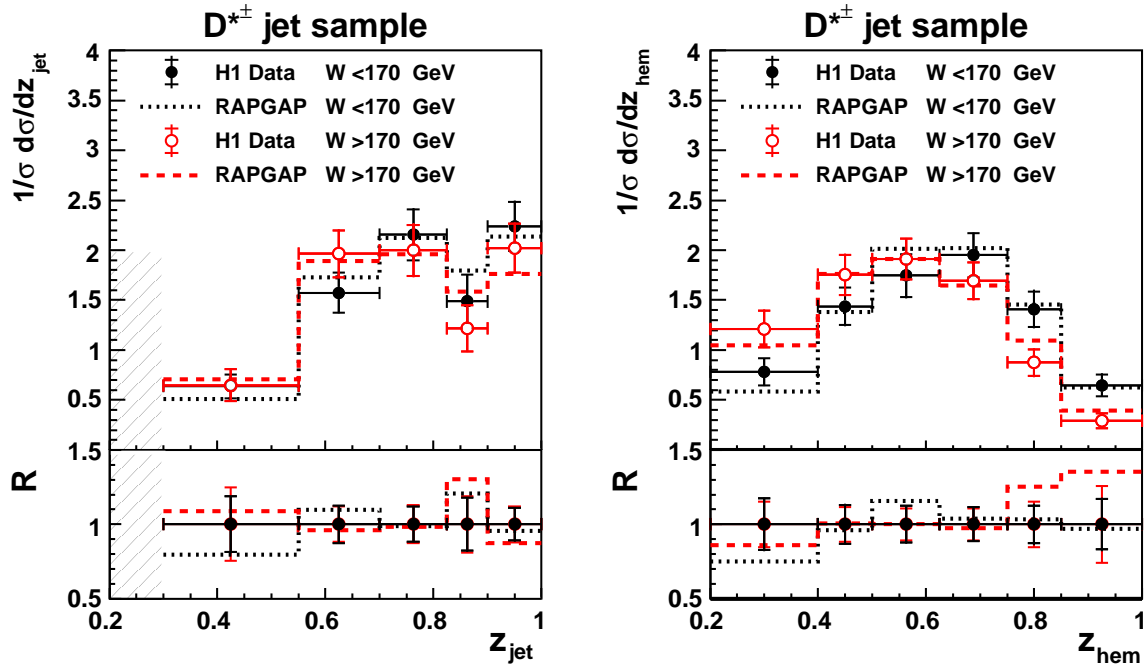 D*± jet sample
1/σ dσ/dz_jet
4
3.5
3
2.5
2
1.5
1
0.5
H1 Data W <170 GeV
RAPGAP W <170 GeV
H1 Data W >170 GeV
RAPGAP W >170 GeV
R
1.5
1
0.5
0.2 0.4 0.6 0.8 1
z_jet
D*± jet sample
1/σ dσ/dz_hem
4
3.5
3
2.5
2
1.5
1
0.5
H1 Data W <170 GeV
RAPGAP W <170 GeV
H1 Data W >170 GeV
RAPGAP W >170 GeV
R
1.5
1
0.5
0.2 0.4 0.6 0.8 1
z_hem